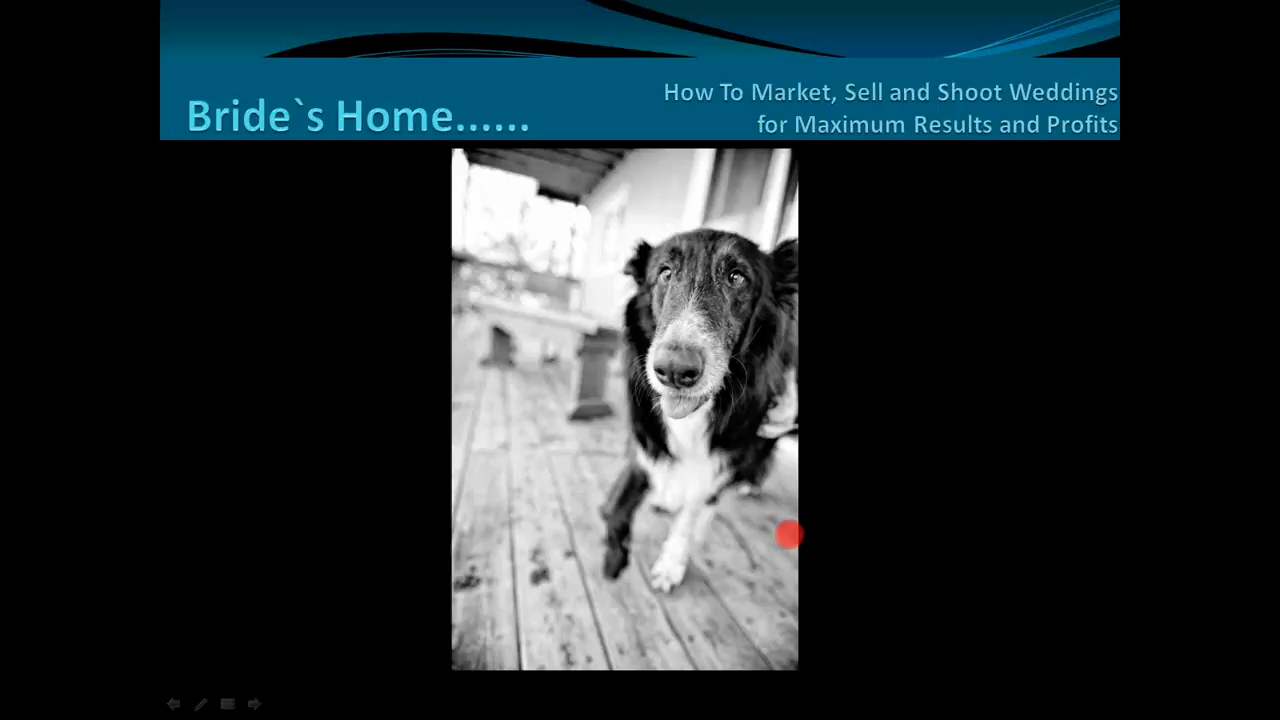 Bride`s Home......
How To Market, Sell and Shoot Weddings
for Maximum Results and Profits